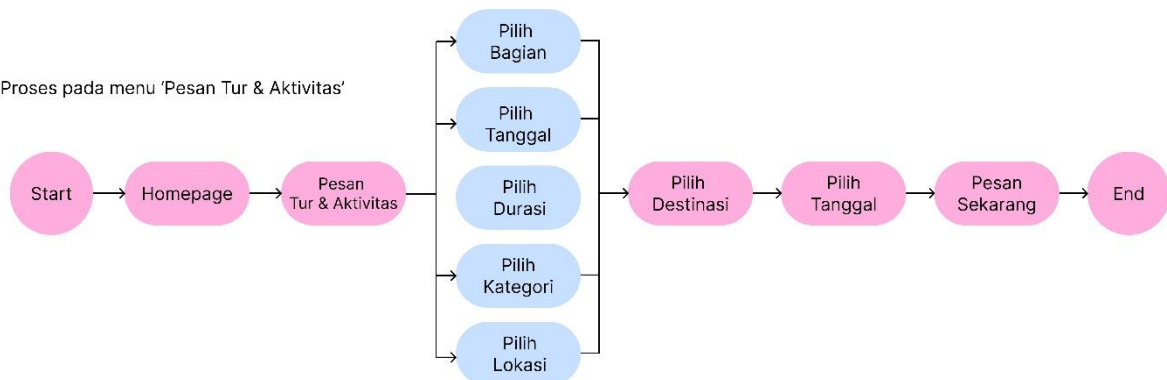 Proses pada menu ‘Pesan Tur & Aktivitas’
Start
Homepage
Pesan
Tur & Aktivitas
Pilih
Bagian
Pilih
Tanggal
Pilih
Durasi
Pilih
Kategori
Pilih
Lokasi
Pilih
Destinasi
Pilih
Tanggal
Pesan
Sekarang
End